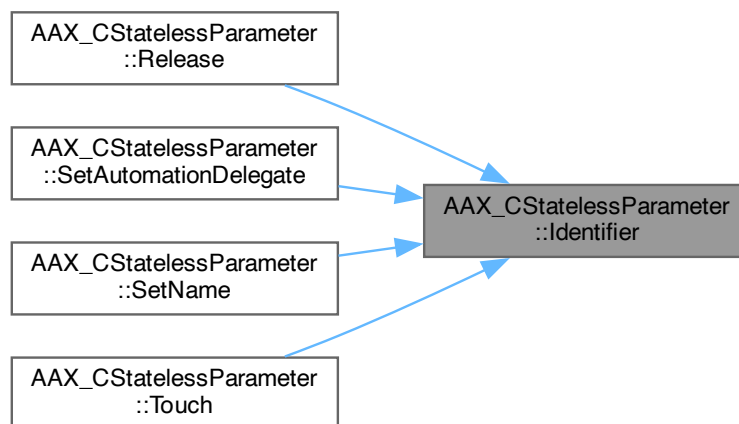 AAX_CStatelessParameter
::Release
AAX_CStatelessParameter
::SetAutomationDelegate
AAX_CStatelessParameter
::Identifier
AAX_CStatelessParameter
::SetName
AAX_CStatelessParameter
::Touch